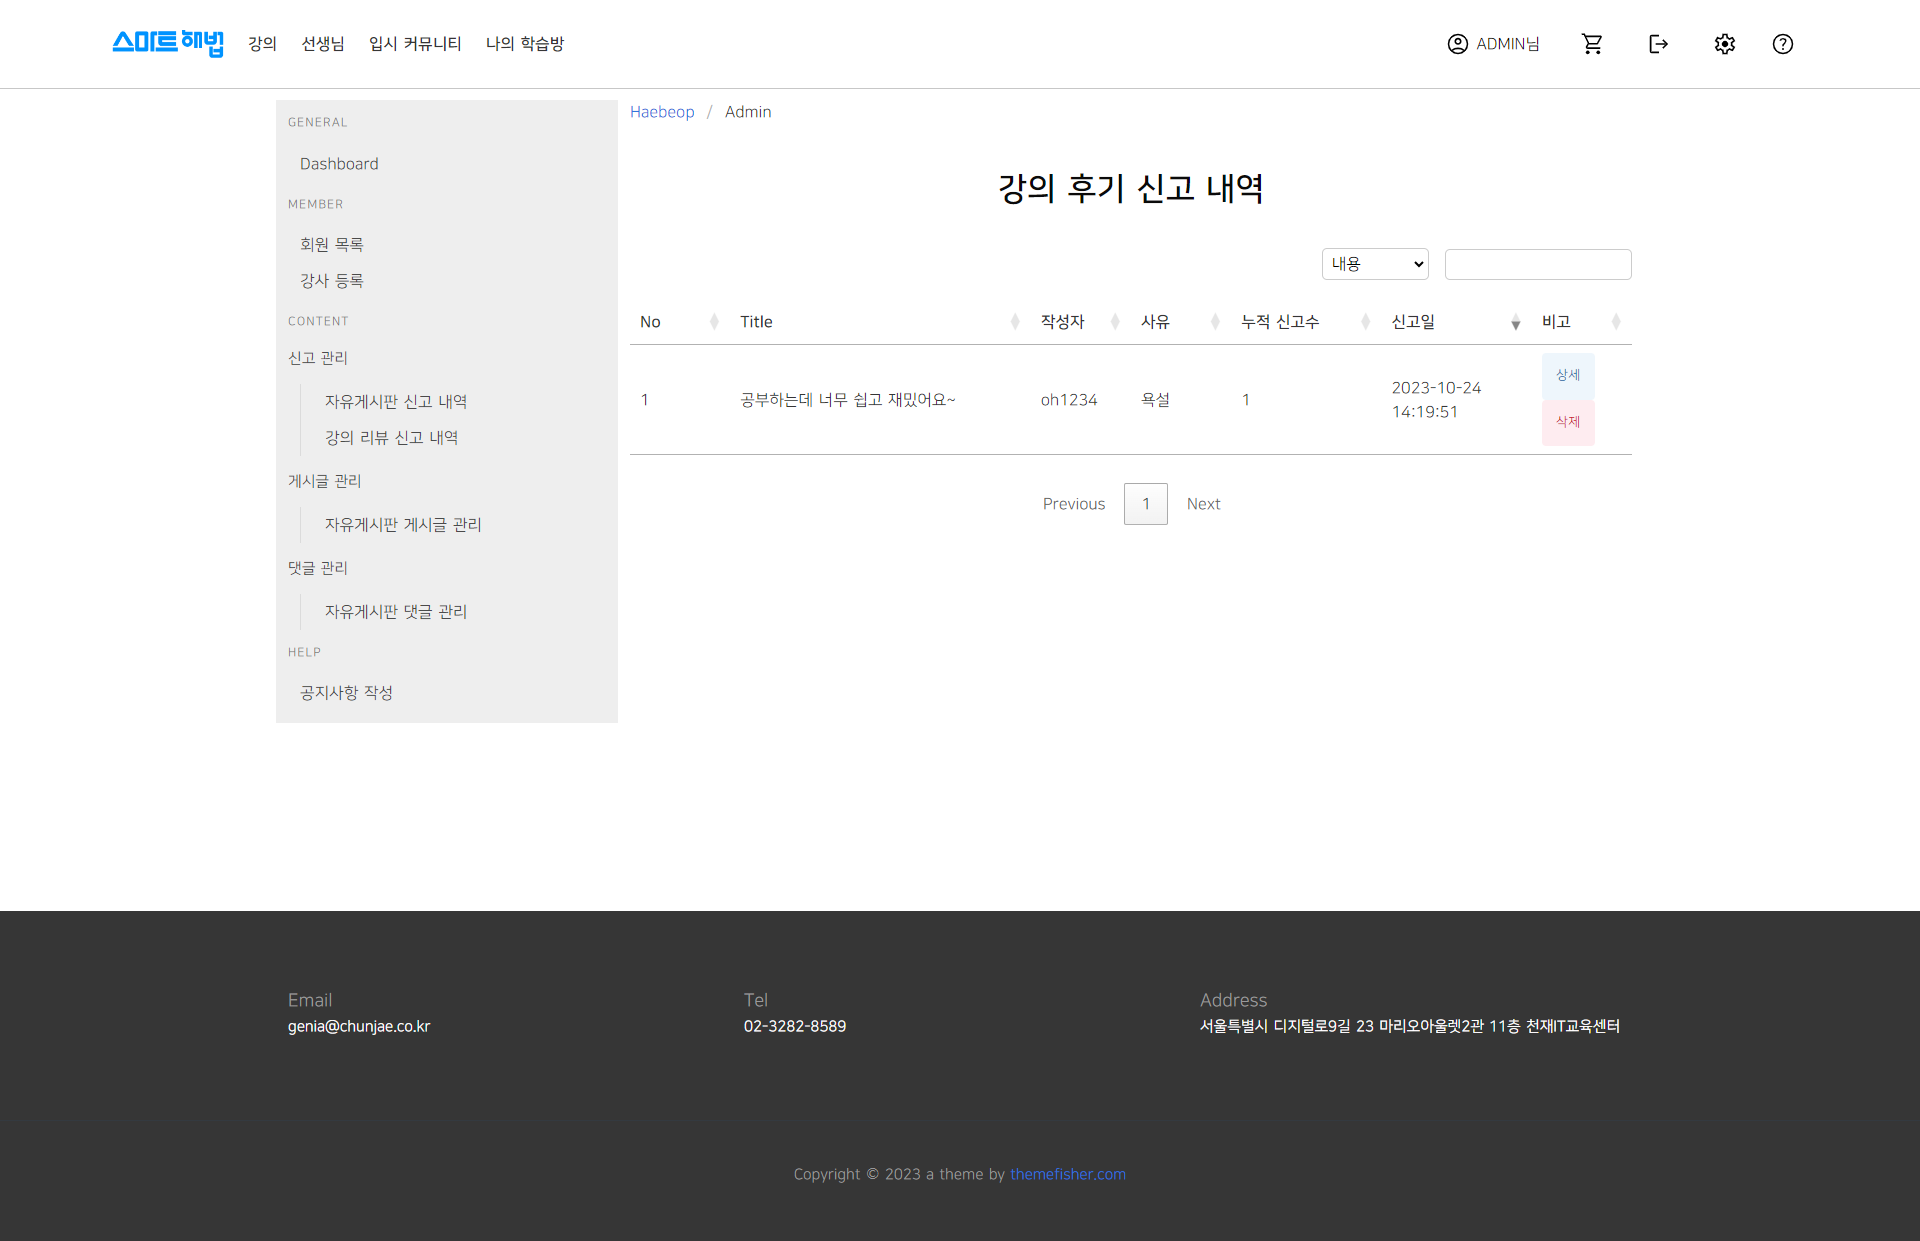 스마트해법 강의 선생님 입시 커뮤니티 나의 학습방 ADMIN님
GENERAL
Dashboard
MEMBER
회원 목록
강사 등록
CONTENT
신고 관리
자유게시판 신고 내역
강의 리뷰 신고 내역
게시글 관리
자유게시판 게시글 관리
댓글 관리
자유게시판 댓글 관리
HELP
공지사항 작성
Haebeop / Admin
강의 후기 신고 내역
내용
No Title 작성자 사유 누적 신고수 신고일 비고
1 공부하는데 너무 쉽고 재밌어요~ oh1234 욕설 1 2023-10-24
14:19:51
상세
삭제
Previous 1 Next
Email
genia@chunjae.co.kr
Tel
02-3282-8589
Address
서울특별시 디지털로9길 23 마리오아울렛2관 11층 천재IT교육센터
Copyright © 2023 a theme by themefisher.com